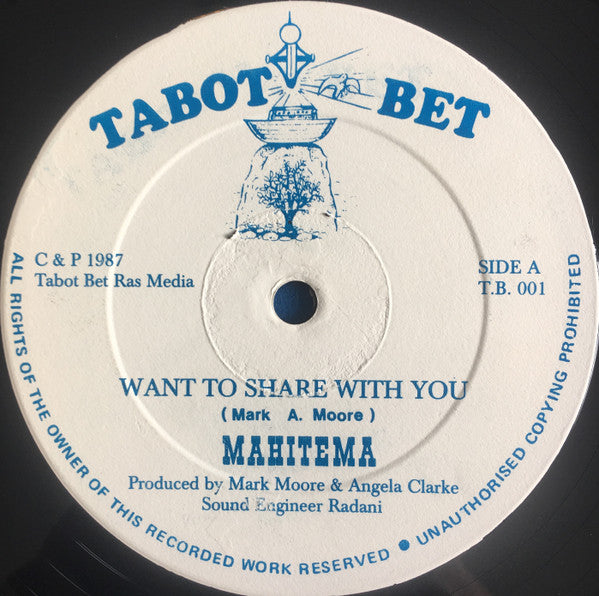 TABOT BET
C & P 1987
Tabot Bet Ras Media
SIDE A
T.B. 001
WANT TO SHARE WITH YOU
(Mark A. Moore)
MAHITEMA
Produced by Mark Moore & Angela Clarke
Sound Engineer Radani
ALL RIGHTS OF THE OWNER OF THIS RECORDED WORK RESERVED ● UNAUTHORISED COPYING PROHIBITED